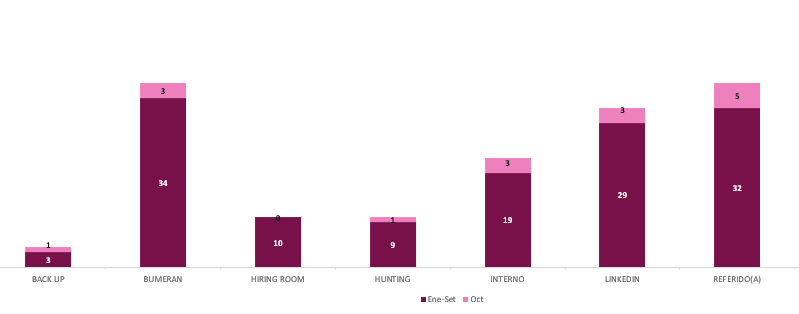 3 5
3 3
34 32
29
3
19
1 0 1
3 10 9
BACK UP BUMERAN HIRING ROOM HUNTING INTERNO LINKEDIN REFERIDO(A)
Ene-Set Oct